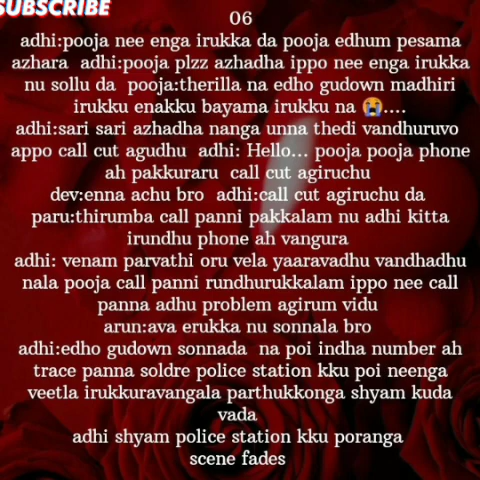 SUBSCRIBE
06
adhi:pooja nee enga irukka da pooja edhum pesama
azhara  adhi:pooja plzz azhadha ippo nee enga irukka
nu sollu da  pooja:therilla na edho gudown madhiri
irukku enakku bayama irukku na 😭....
adhi:sari sari azhadha nanga unna thedi vandhuruvo
appo call cut agudhu  adhi: Hello... pooja pooja phone
ah pakkuraru  call cut agiruchu
dev:enna achu bro  adhi:call cut agiruchu da
paru:thirumba call panni pakkalam nu adhi kitta
irundhu phone ah vangura
adhi: venam parvathi oru vela yaaravadhu vandhadhu
nala pooja call panni rundhurukkalam ippo nee call
panna adhu problem agirum vidu
arun:ava erukka nu sonnala bro
adhi:edho gudown sonnada  na poi indha number ah
trace panna soldre police station kku poi neenga
veetla irukkuravangala parthukkonga shyam kuda
vada
adhi shyam police station kku poranga
scene fades